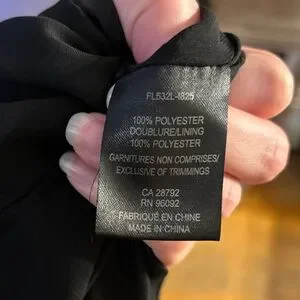 FL532L-I825
100% POLYESTER
DOUBLURE/LINING
100% POLYESTER
GARNITURES NON COMPRISES/
EXCLUSIVE OF TRIMMINGS
CA 28792
RN 96092
FABRIQUÉ EN CHINE
MADE IN CHINA